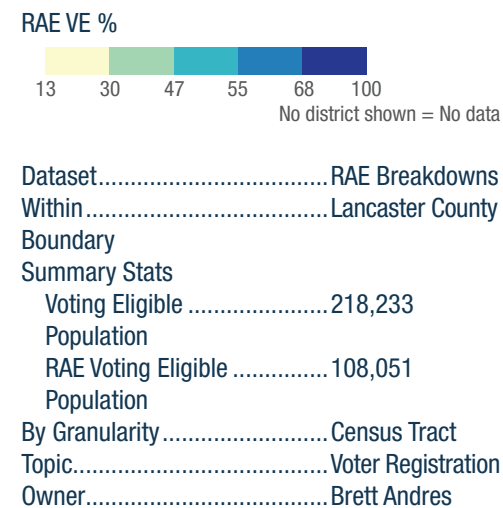 RAE VE %
13 30 47 55 68 100
No district shown = No data
Dataset....................................RAE Breakdowns
Within......................................Lancaster County
Boundary
Summary Stats
Voting Eligible ......................218,233
Population
RAE Voting Eligible ...............108,051
Population
By Granularity..........................Census Tract
Topic........................................Voter Registration
Owner......................................Brett Andres